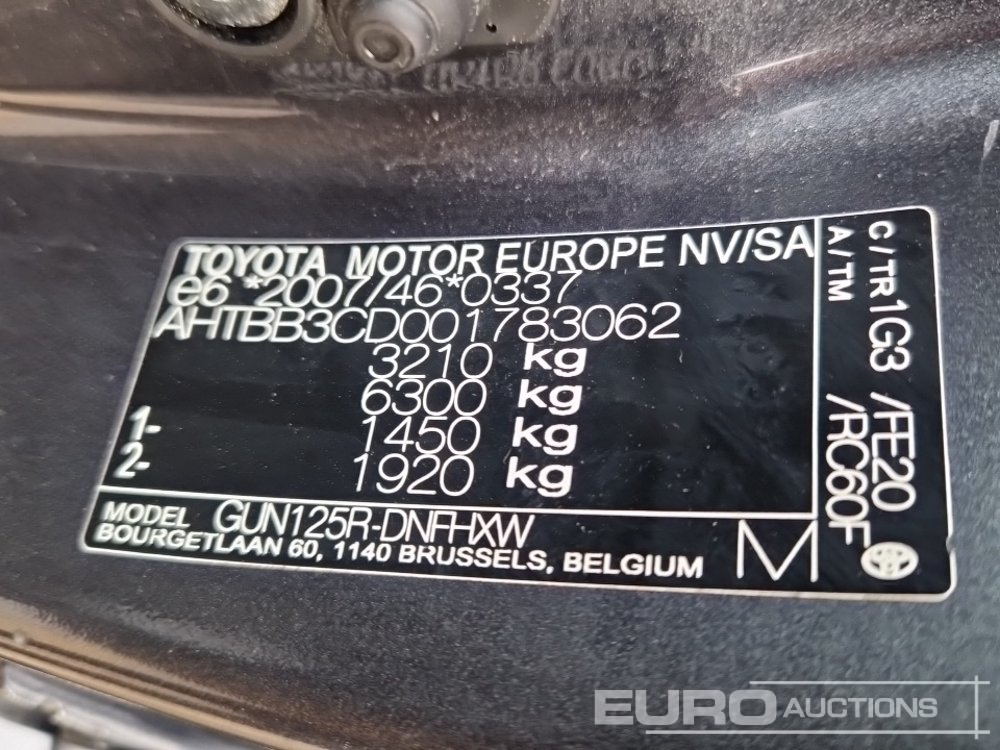 TOYOTA MOTOR EUROPE NV/SA
e6 *2007/46*0337
AHTBB3CD001783062
3210 kg
6300 kg
1- 1450 kg
2- 1920 kg
MODEL GUN125R-DNFHXW
BOURGETLAAN 60, 1140 BRUSSELS, BELGIUM
M
C/TR 1G3 /FE20
A/TM /RC60F
EURO AUCTIONS